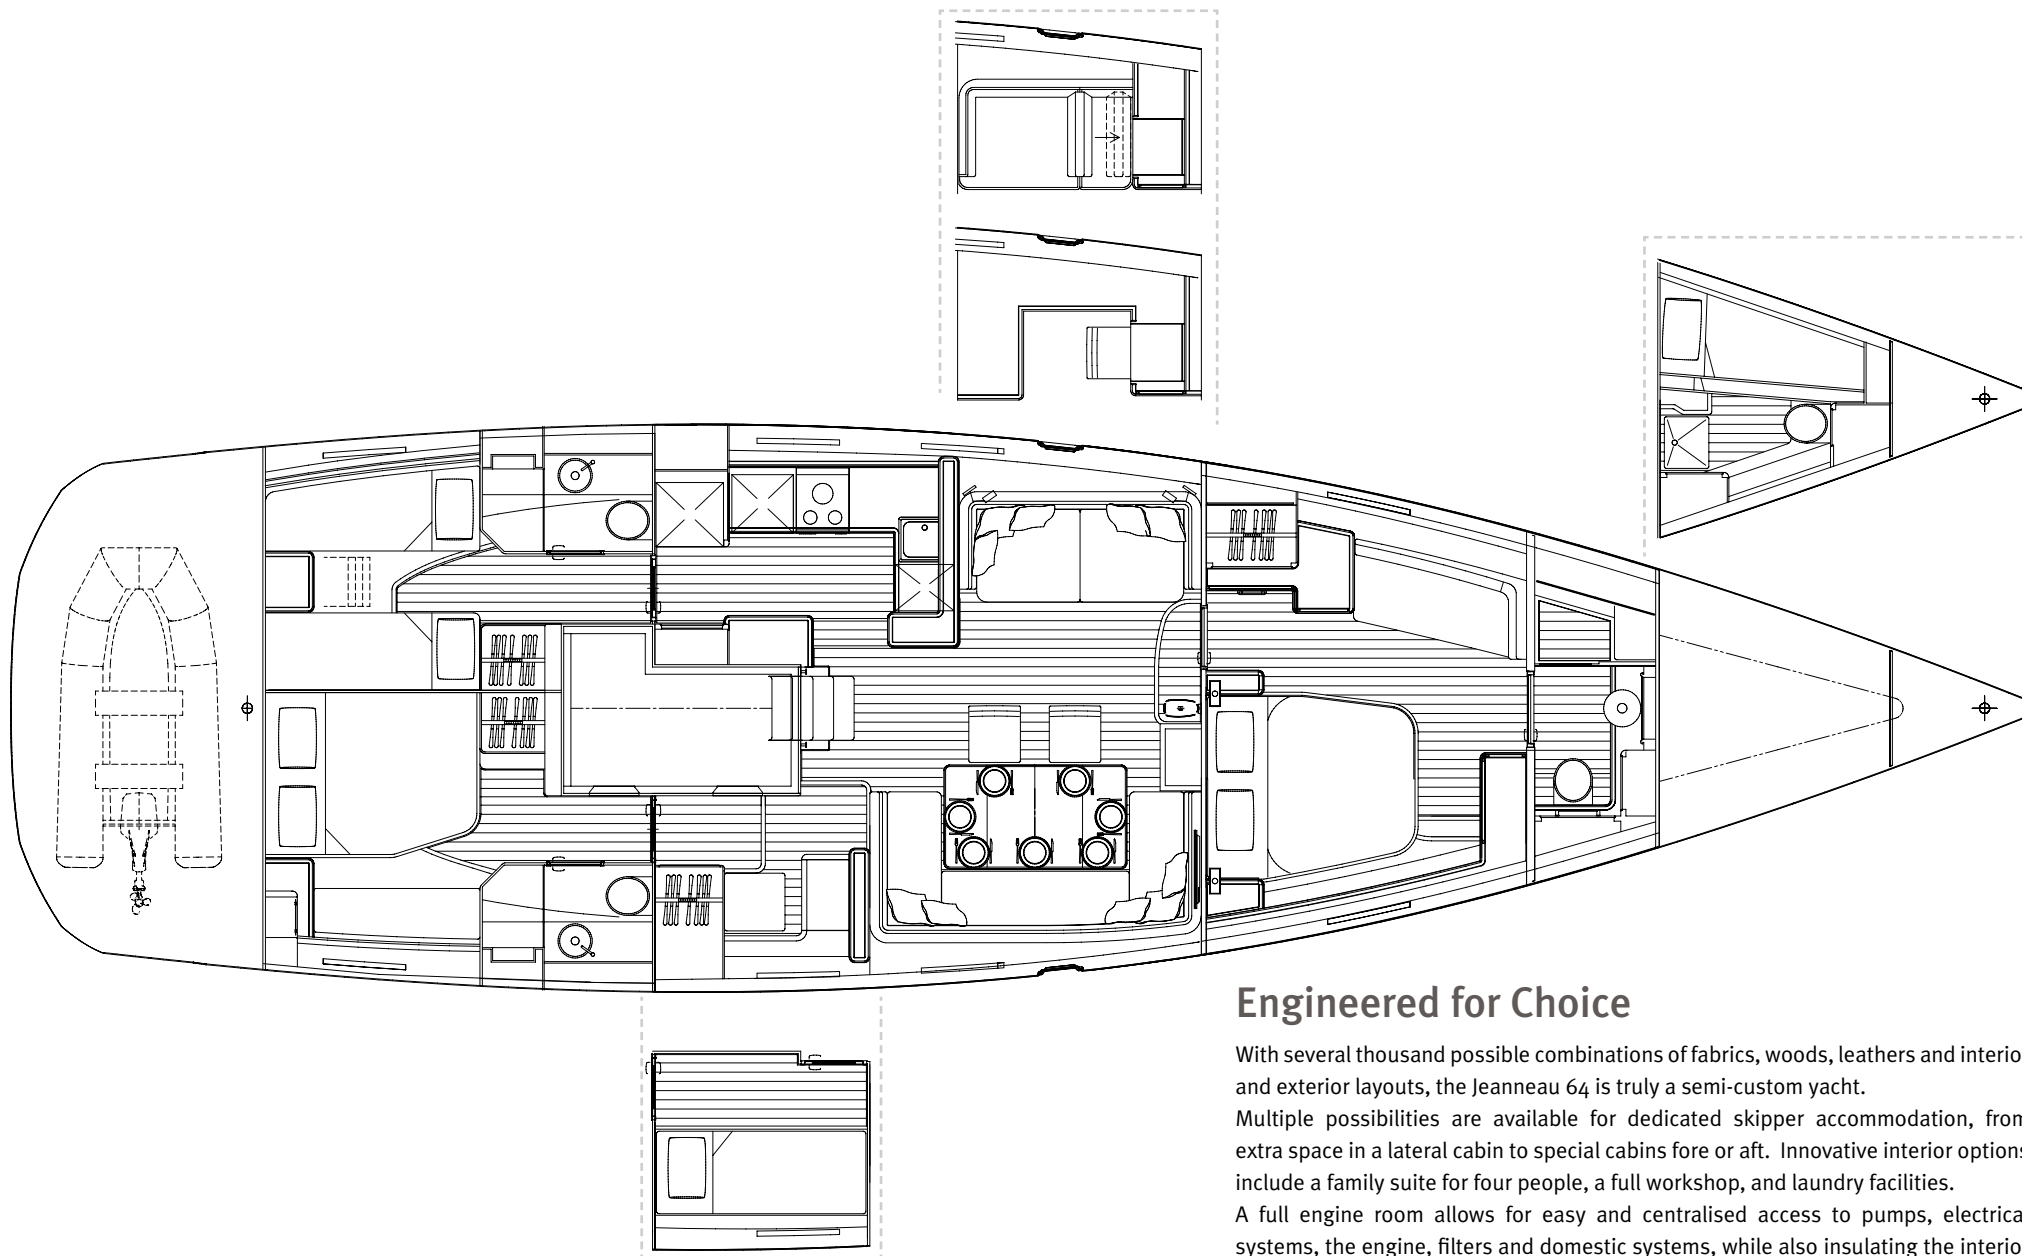 Engineered for Choice
With several thousand possible combinations of fabrics, woods, leathers and interio
and exterior layouts, the Jeanneau 64 is truly a semi-custom yacht.
Multiple possibilities are available for dedicated skipper accommodation, from
extra space in a lateral cabin to special cabins fore or aft. Innovative interior options
include a family suite for four people, a full workshop, and laundry facilities.
A full engine room allows for easy and centralised access to pumps, electrica
systems, the engine, filters and domestic systems, while also insulating the interio